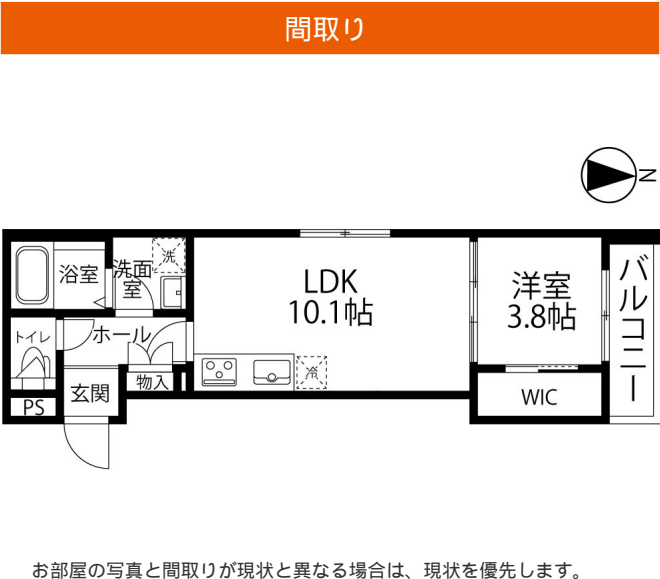 間取り
N
浴室
洗面
室
洗
LDK
10.1帖
洋室
3.8帖
バルコニー
トイレ
ホール
物入
冷
PS
玄関
WIC
お部屋の写真と間取りが現状と異なる場合は、現状を優先します。